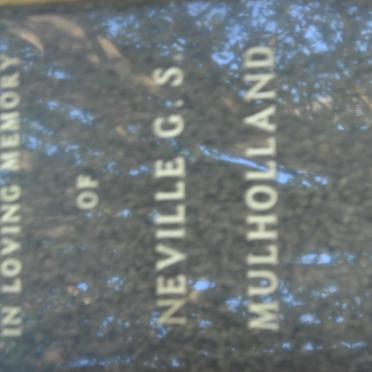 IN LOVING MEMORY
OF
NEVILLE G. S.
MULHOLLAND